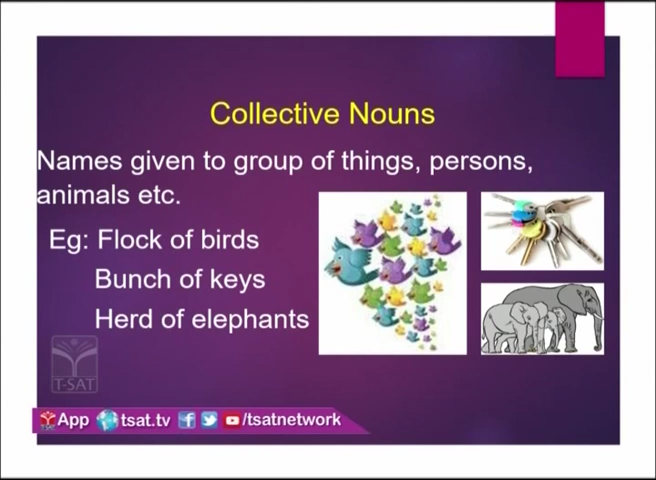 Collective Nouns
Names given to group of things, persons,
animals etc.
Eg: Flock of birds
Bunch of keys
Herd of elephants
T-SAT
App tsat.tv /tsatnetwork